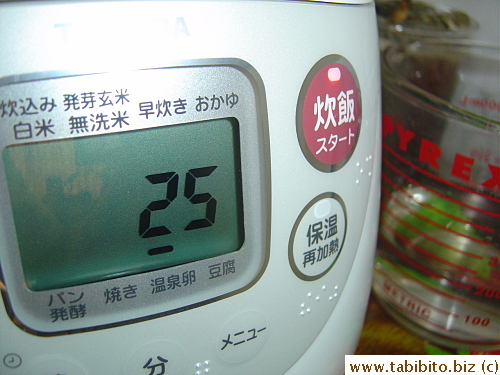 炊込み 発芽玄米 早炊き おかゆ
白米 無洗米
25
パン 焼き 温泉卵 豆腐
発酵
分
メニュー
炊飯
スタート
保温
再加熱
PYREX
METRIC
100
www.tabibito.biz (c)